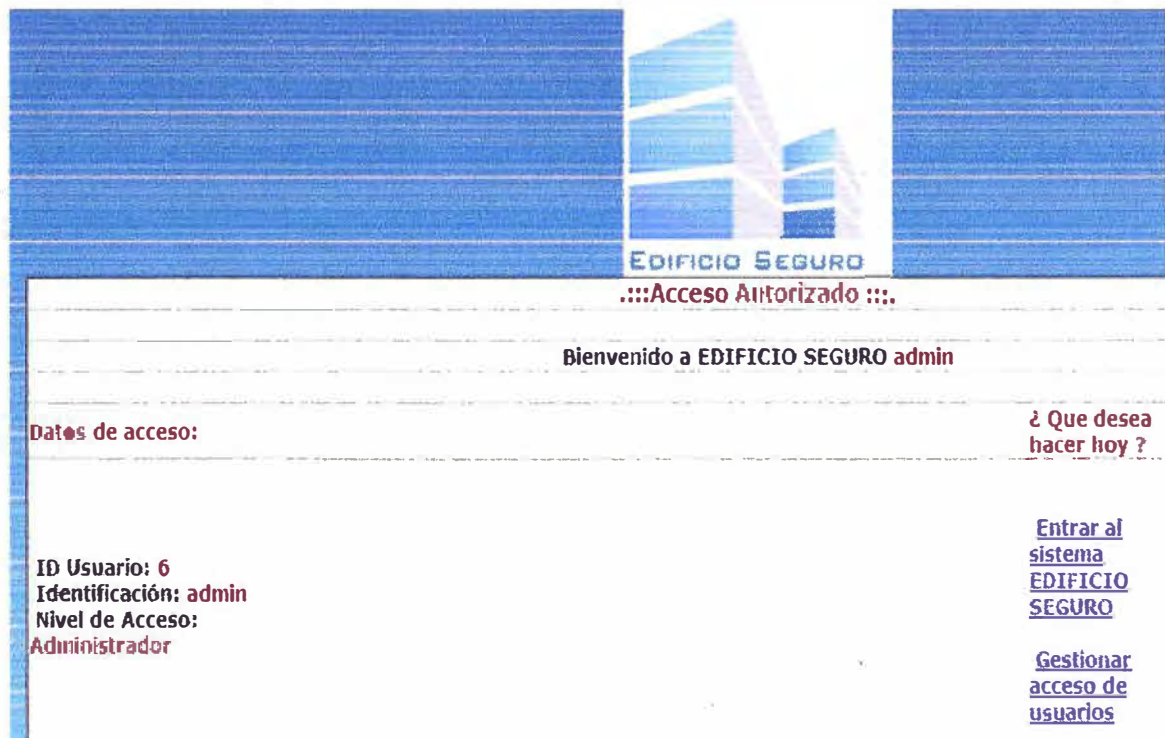 EDIFICIO SEGURO
.:::Acceso Autorizado :::.
Bienvenido a EDIFICIO SEGURO admin
Datos de acceso:
¿ Que desea
hacer hoy ?
ID Usuario: 6
Identificación: admin
Nivel de Acceso:
Administrador
Entrar al
sistema
EDIFICIO
SEGURO
Gestionar
acceso de
usuarios